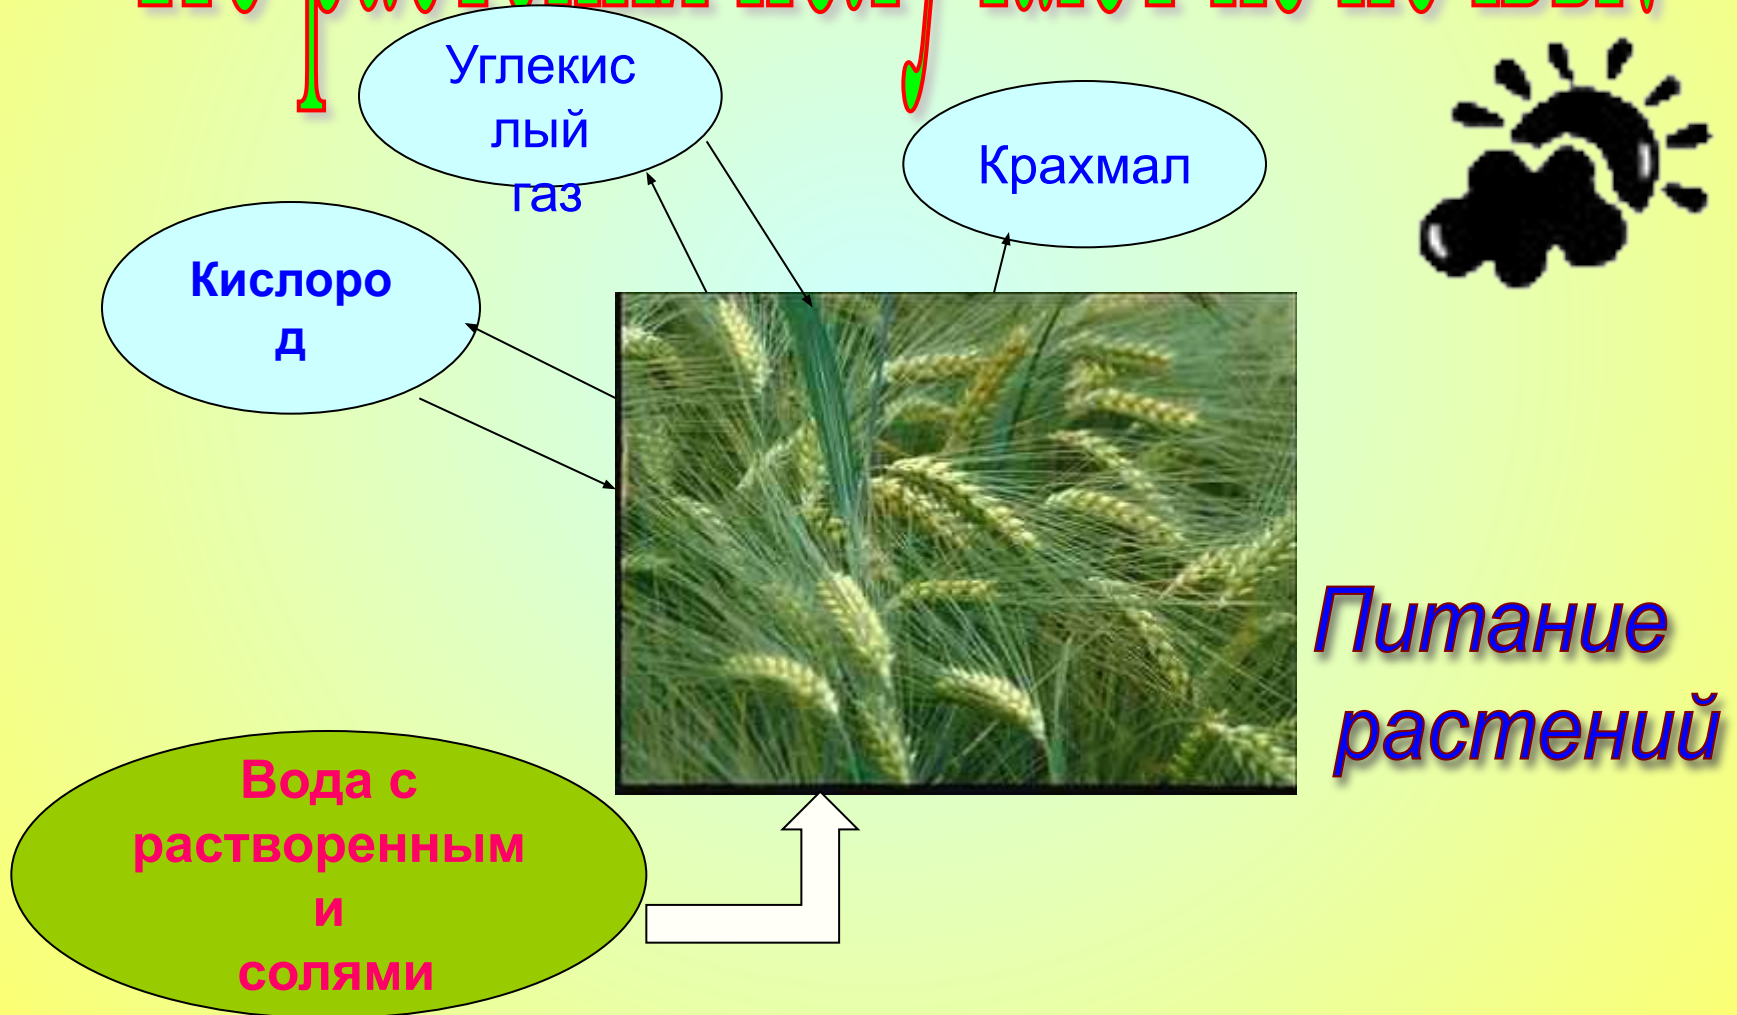 Углекис
лый
газ
Крахмал
Кислоро
д
Питание
растений
Вода с
растворенным
и
солями